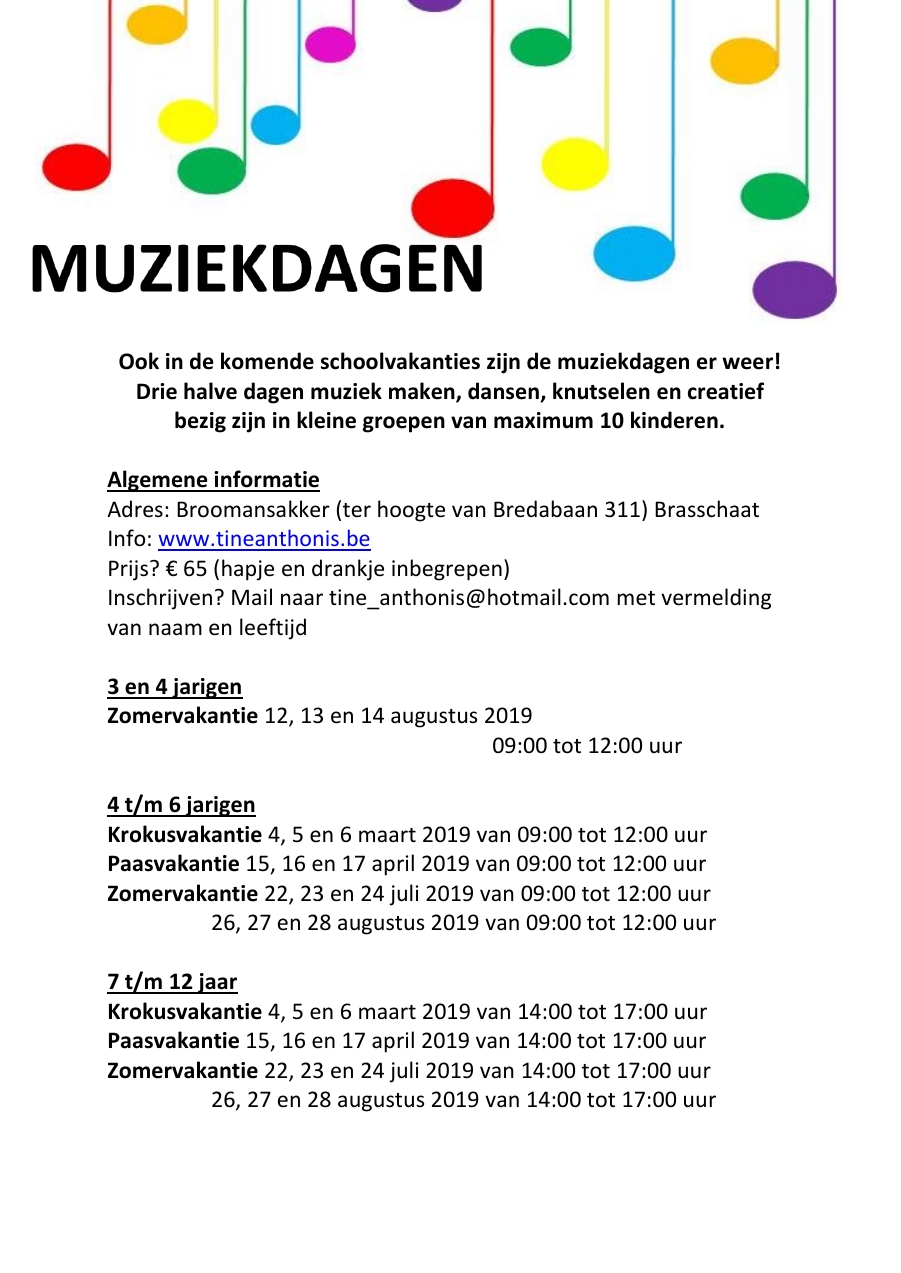 MUZIEKDAGEN
Ook in de komende schoolvakanties zijn de muziekdagen er weer!
Drie halve dagen muziek maken, dansen, knutselen en creatief
bezig zijn in kleine groepen van maximum 10 kinderen.
Algemene informatie
Adres: Broomansakker (ter hoogte van Bredabaan 311) Brasschaat
Info: www.tineanthonis.be
Prijs? € 65 (hapje en drankje inbegrepen)
Inschrijven? Mail naar tine_anthonis@hotmail.com met vermelding
van naam en leeftijd
3 en 4 jarigen
Zomervakantie 12, 13 en 14 augustus 2019
09:00 tot 12:00 uur
4 t/m 6 jarigen
Krokusvakantie 4, 5 en 6 maart 2019 van 09:00 tot 12:00 uur
Paasvakantie 15, 16 en 17 april 2019 van 09:00 tot 12:00 uur
Zomervakantie 22, 23 en 24 juli 2019 van 09:00 tot 12:00 uur
26, 27 en 28 augustus 2019 van 09:00 tot 12:00 uur
7 t/m 12 jaar
Krokusvakantie 4, 5 en 6 maart 2019 van 14:00 tot 17:00 uur
Paasvakantie 15, 16 en 17 april 2019 van 14:00 tot 17:00 uur
Zomervakantie 22, 23 en 24 juli 2019 van 14:00 tot 17:00 uur
26, 27 en 28 augustus 2019 van 14:00 tot 17:00 uur